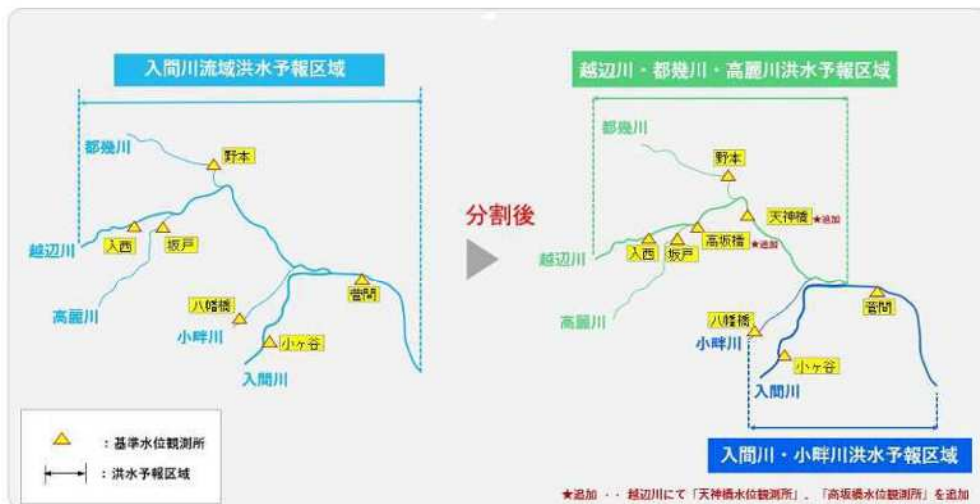 入間川流域洪水予報区域
都幾川
野本
越辺川
入西
坂戸
高麗川
八幡橋
小畔川
菅間
小ヶ谷
入間川
：基準水位観測所
：洪水予報区域
分割後
越辺川・都幾川・高麗川洪水予報区域
都幾川
野本
天神橋 ★追加
越辺川
入西
坂戸
高坂橋 ★追加
高麗川
八幡橋
小畔川
菅間
小ヶ谷
入間川
入間川・小畔川洪水予報区域
★追加 ・・ 越辺川にて「天神橋水位観測所」、「高坂橋水位観測所」を追加